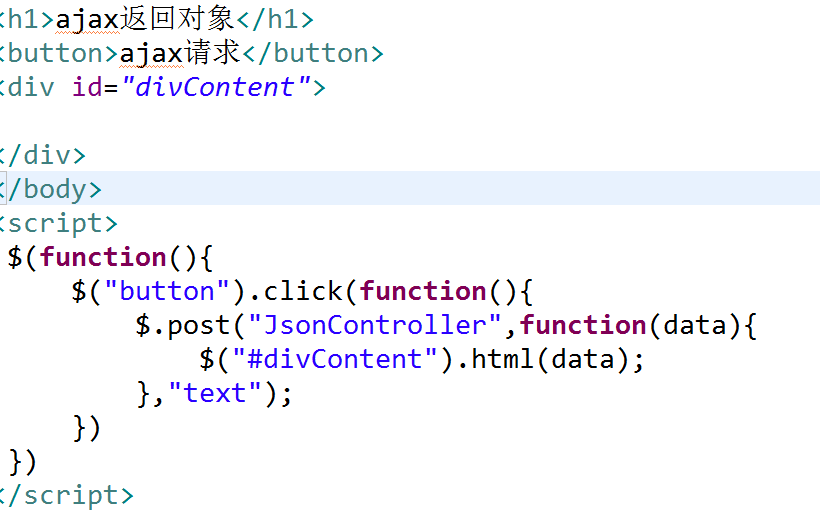 <h1>ajax返回对象</h1>
<button>ajax请求</button>
<div id="divContent">
</div>
</body>
<script>
$(function(){
$("button").click(function(){
$.post("JsonController",function(data){
$("#divContent").html(data);
},"text");
})
})
</script>